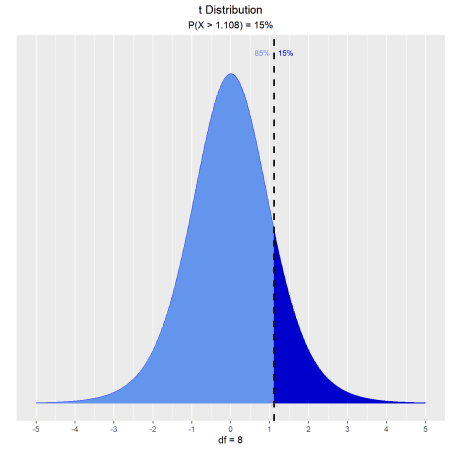 t Distribution
P(X > 1.108) = 15%
85% 15%
-5 -4 -3 -2 -1 0 1 2 3 4 5
df = 8